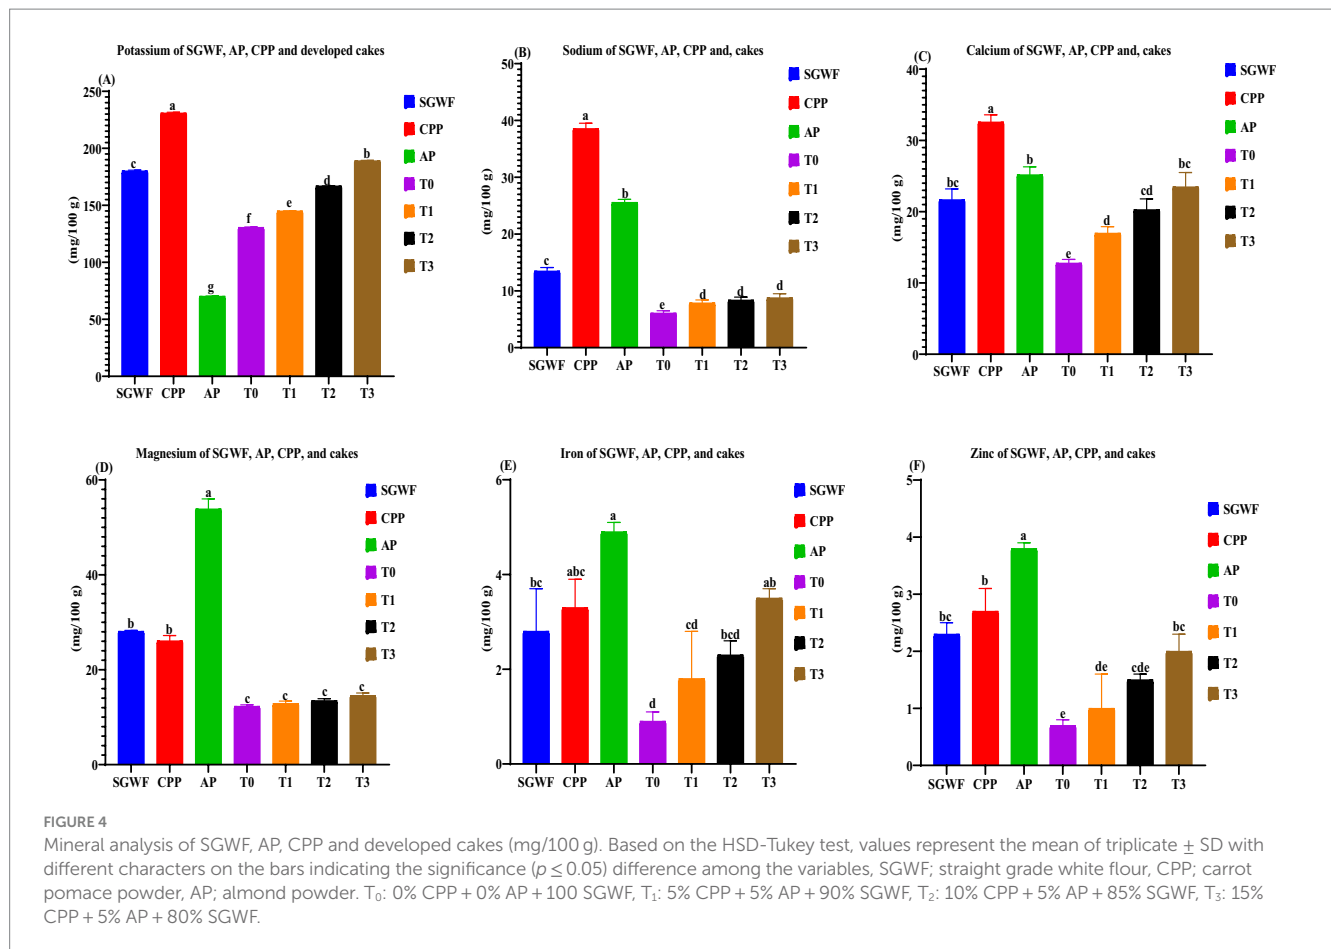 Potassium of SGWF, AP, CPP and developed cakes
(A)
(mg/100 g)
250
200
150
100
50
0
c
a
g
f
e
d
b
SGWF CPP AP T0 T1 T2 T3
SGWF
CPP
AP
T0
T1
T2
T3
Sodium of SGWF, AP, CPP and, cakes
(B)
(mg/100 g)
50
40
30
20
10
0
c
a
b
e
d
d
d
SGWF CPP AP T0 T1 T2 T3
SGWF
CPP
AP
T0
T1
T2
T3
Calcium of SGWF, AP, CPP and, cakes
(C)
(mg/100 g)
40
30
20
10
0
bc
a
b
e
d
cd
bc
SGWF CPP AP T0 T1 T2 T3
SGWF
CPP
AP
T0
T1
T2
T3
Magnesium of SGWF, AP, CPP, and cakes
(D)
(mg/100 g)
60
40
20
0
b
b
a
c
c
c
c
SGWF CPP AP T0 T1 T2 T3
SGWF
CPP
AP
T0
T1
T2
T3
Iron of SGWF, AP, CPP, and cakes
(E)
(mg/100 g)
6
4
2
0
bc
abc
a
d
cd
bcd
ab
SGWF CPP AP T0 T1 T2 T3
SGWF
CPP
AP
T0
T1
T2
T3
Zinc of SGWF, AP, CPP, and cakes
(F)
(mg/100 g)
5
4
3
2
1
0
bc
b
a
e
de
cde
bc
SGWF CPP AP T0 T1 T2 T3
SGWF
CPP
AP
T0
T1
T2
T3
FIGURE 4
Mineral analysis of SGWF, AP, CPP and developed cakes (mg/100 g). Based on the HSD-Tukey test, values represent the mean of triplicate ± SD with
different characters on the bars indicating the significance (p ≤ 0.05) difference among the variables, SGWF; straight grade white flour, CPP; carrot
pomace powder, AP; almond powder. T₀: 0% CPP + 0% AP + 100 SGWF, T₁: 5% CPP + 5% AP + 90% SGWF, T₂: 10% CPP + 5% AP + 85% SGWF, T₃: 15%
CPP + 5% AP + 80% SGWF.